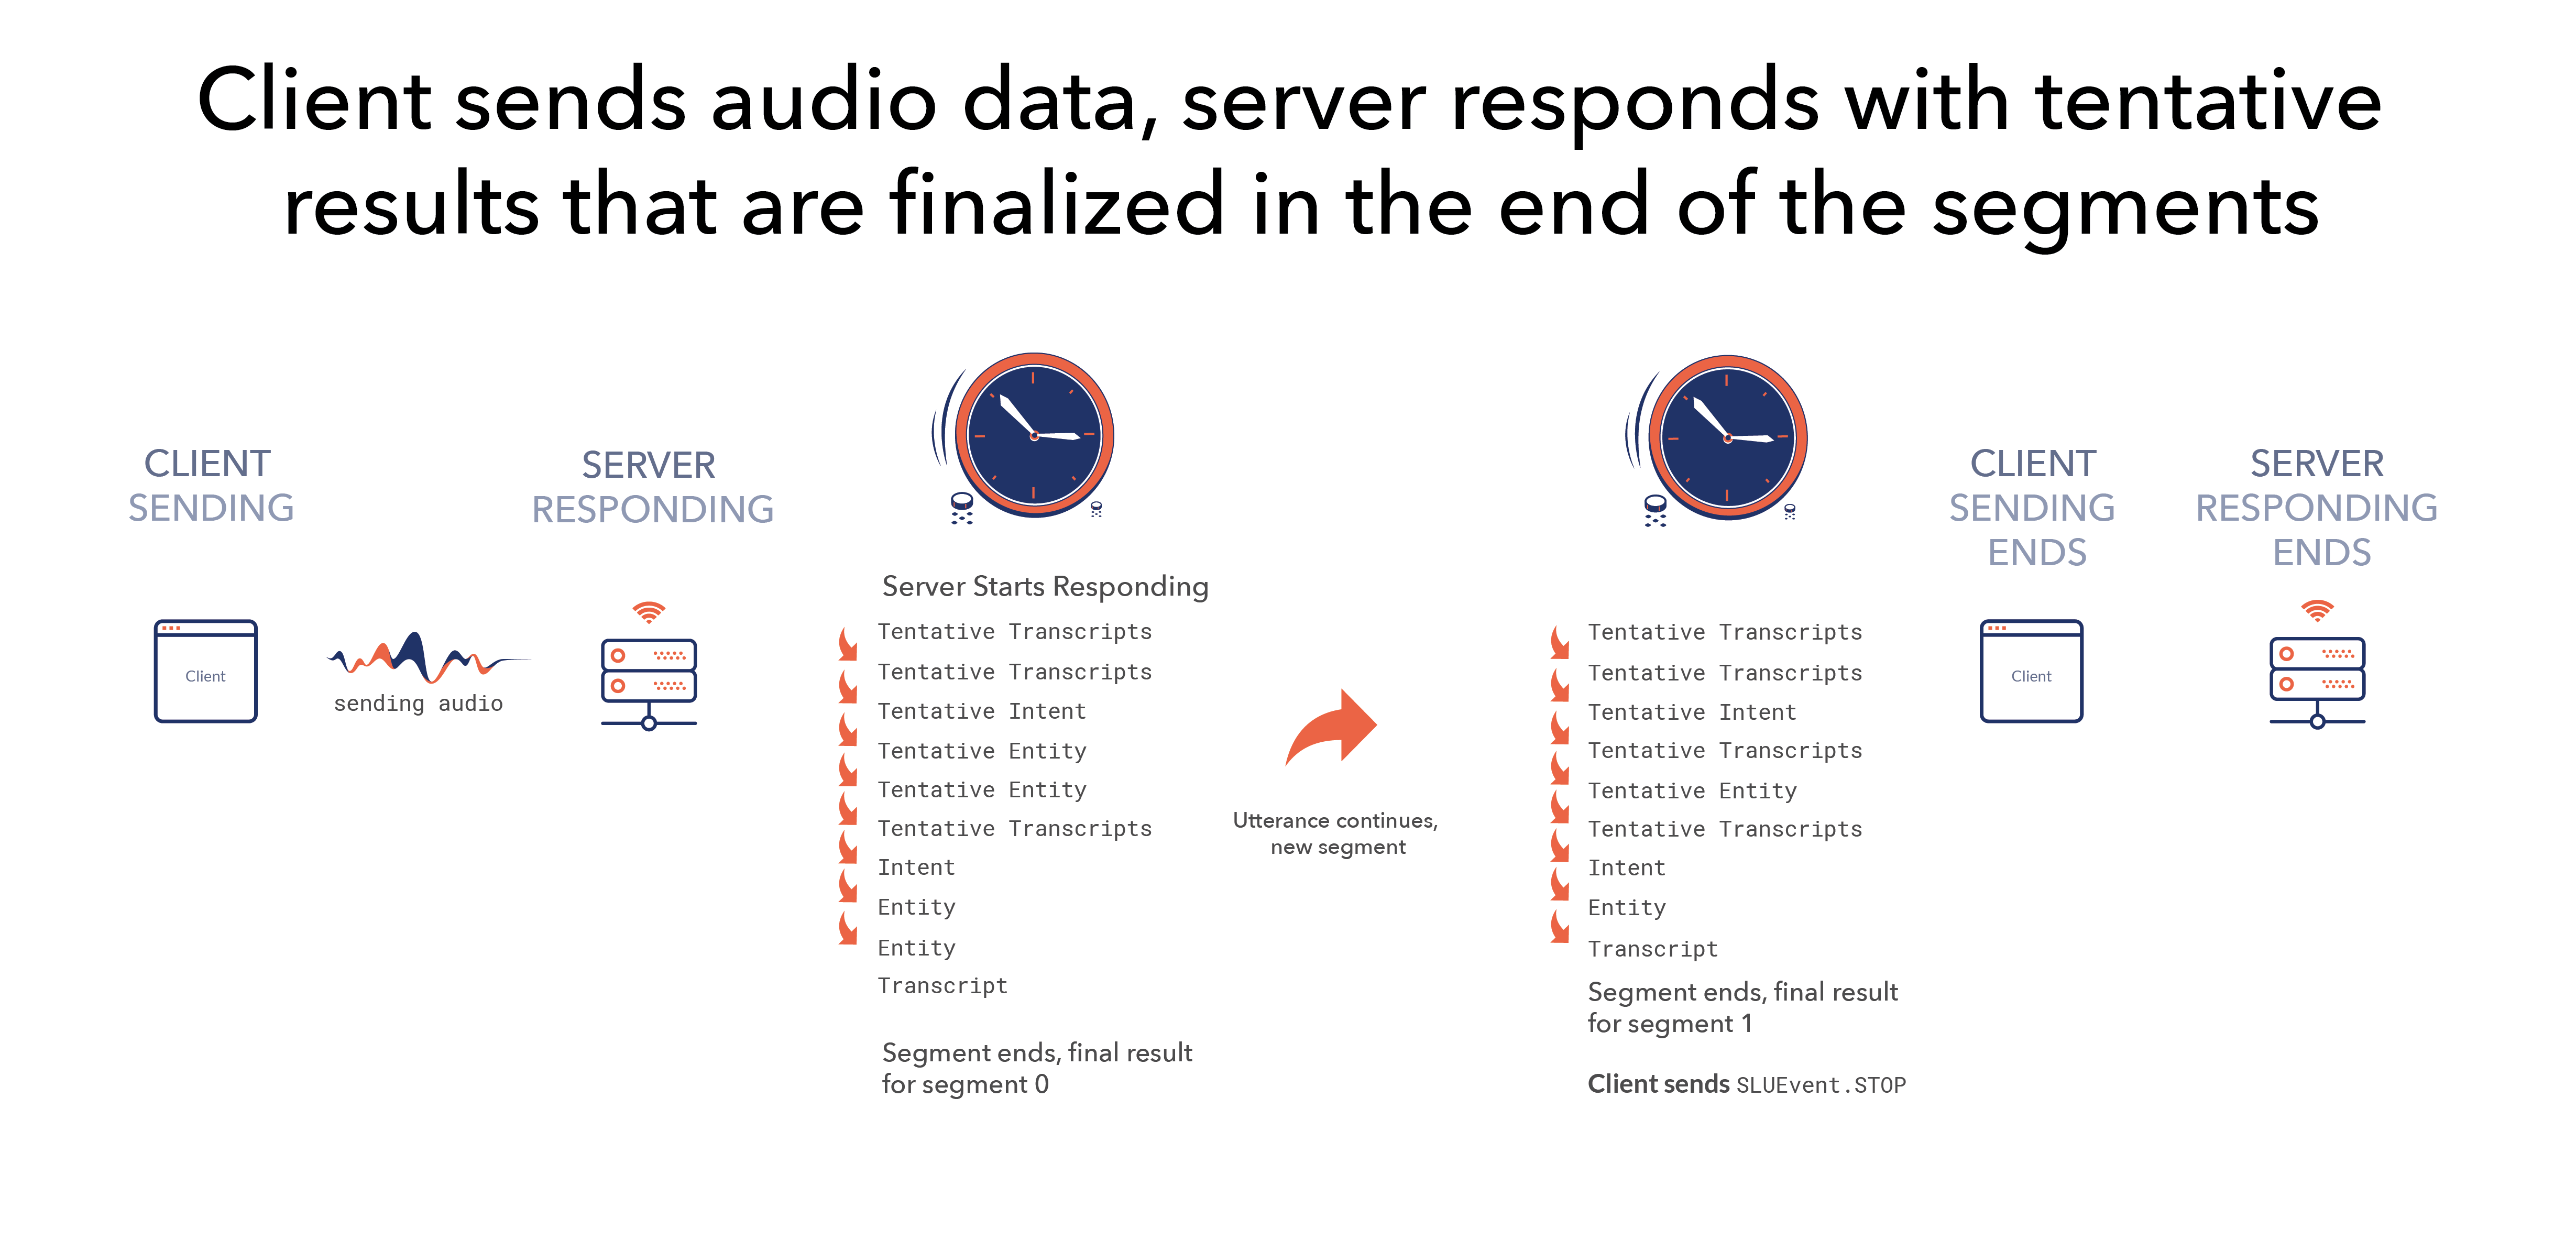 Client sends audio data, server responds with tentative
results that are finalized in the end of the segments
CLIENT
SENDING
Client
sending audio
SERVER
RESPONDING
Server Starts Responding
Tentative Transcripts
Tentative Transcripts
Tentative Intent
Tentative Entity
Tentative Entity
Tentative Transcripts
Intent
Entity
Entity
Transcript
Segment ends, final result
for segment 0
Utterance continues,
new segment
Tentative Transcripts
Tentative Transcripts
Tentative Intent
Tentative Transcripts
Tentative Entity
Tentative Transcripts
Intent
Entity
Transcript
Segment ends, final result
for segment 1
Client sends SLUEvent.STOP
CLIENT
SENDING
ENDS
Client
SERVER
RESPONDING
ENDS